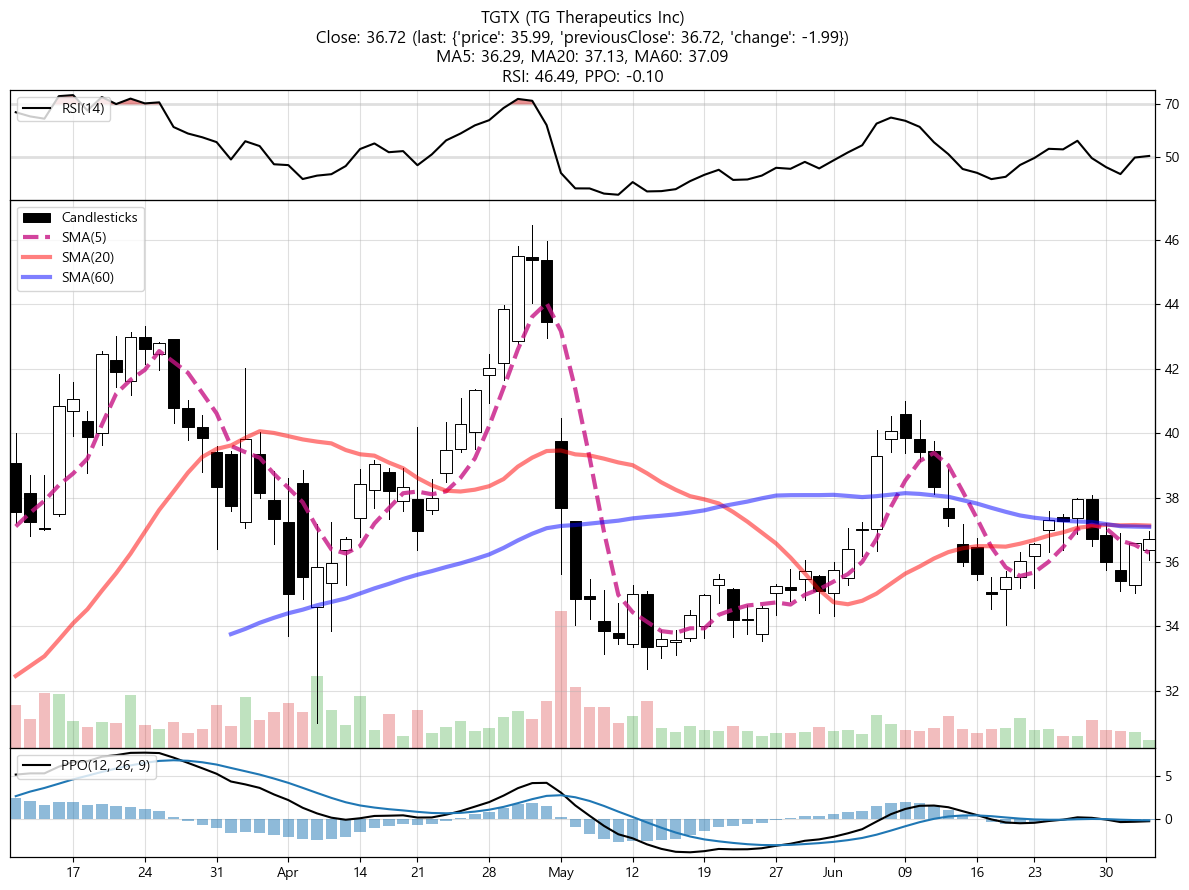 TGTX (TG Therapeutics Inc)
Close: 36.72 (last: {'price': 35.99, 'previousClose': 36.72, 'change': -1.99})
MA5: 36.29, MA20: 37.13, MA60: 37.09
RSI: 46.49, PPO: -0.10
RSI(14)
70
50
Candlesticks
SMA(5)
SMA(20)
SMA(60)
46
44
42
40
38
36
34
32
PPO(12, 26, 9)
5
0
17 24 31 Apr 14 21 28 May 12 19 27 Jun 09 16 23 30